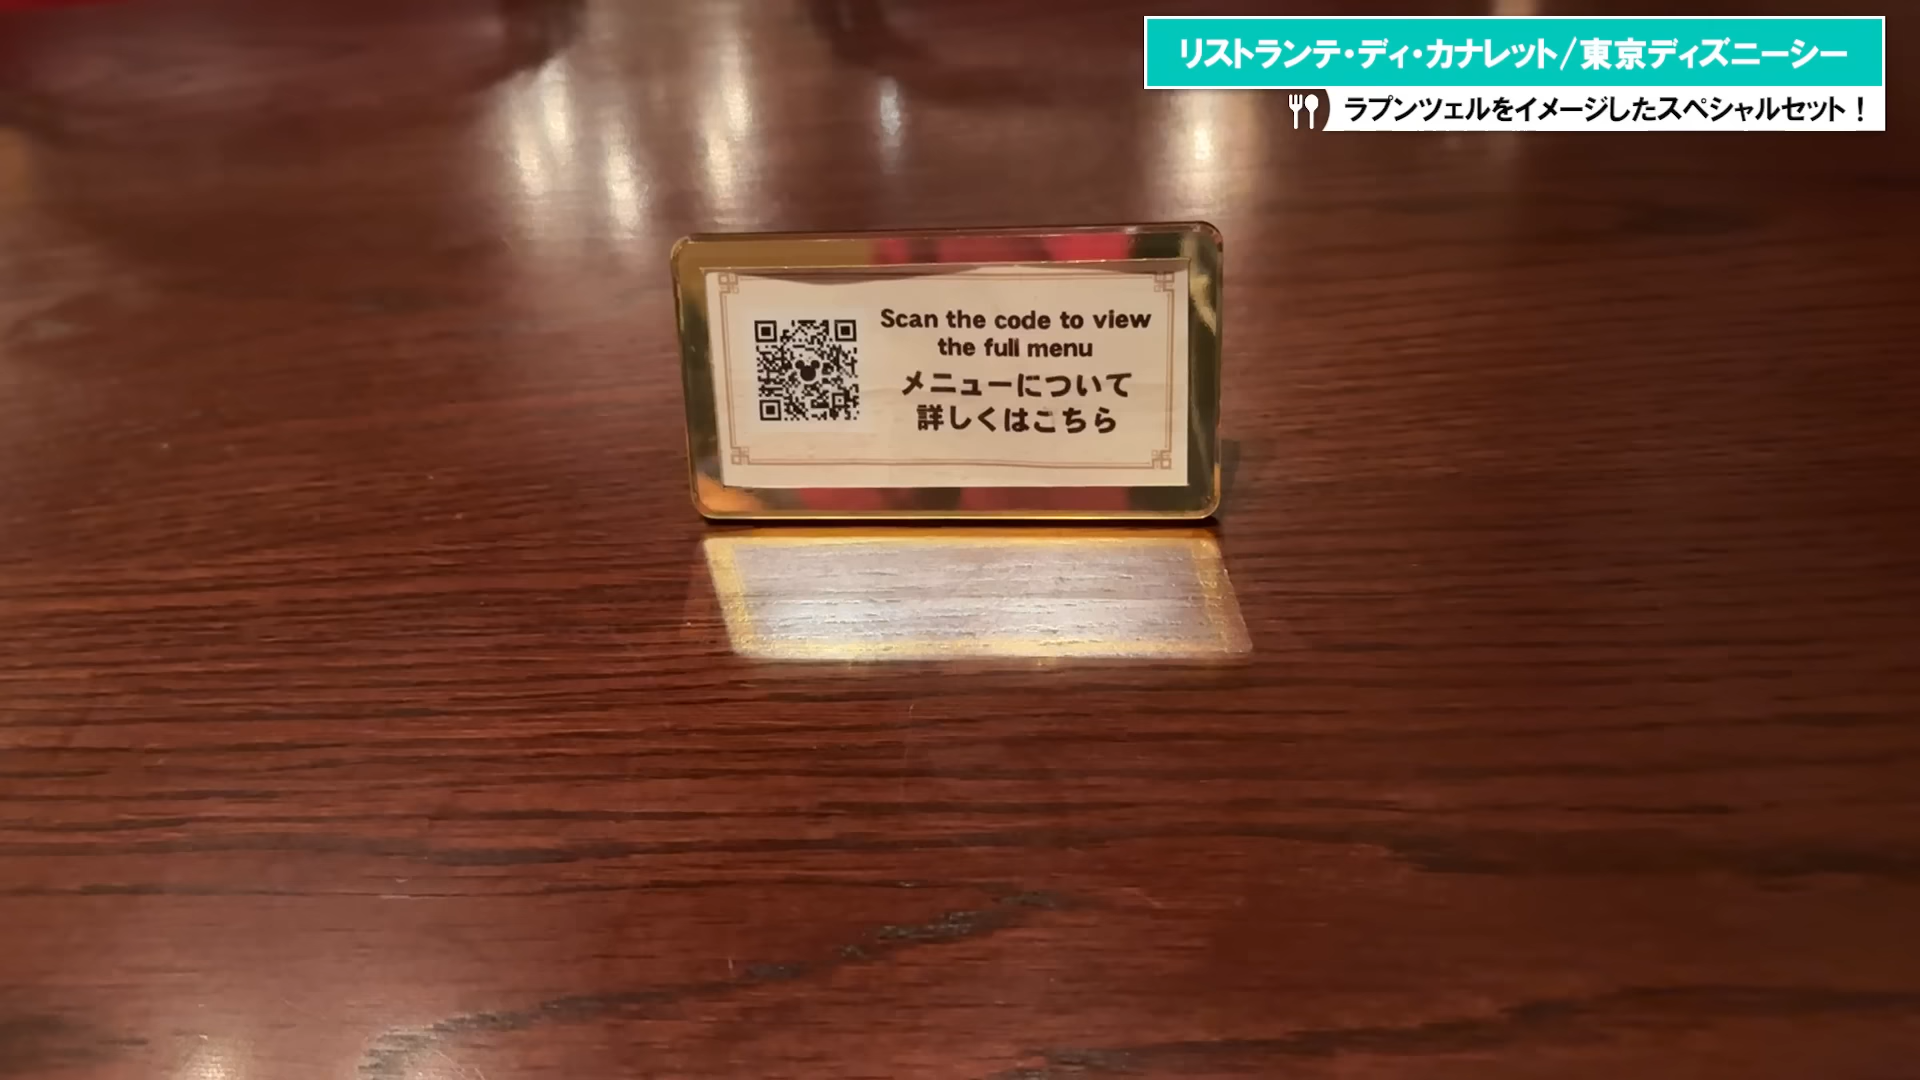 リストランテ・ディ・カナレット/東京ディズニーシー
ラプンツェルをイメージしたスペシャルセット！
Scan the code to view
the full menu
メニューについて
詳しくはこちら